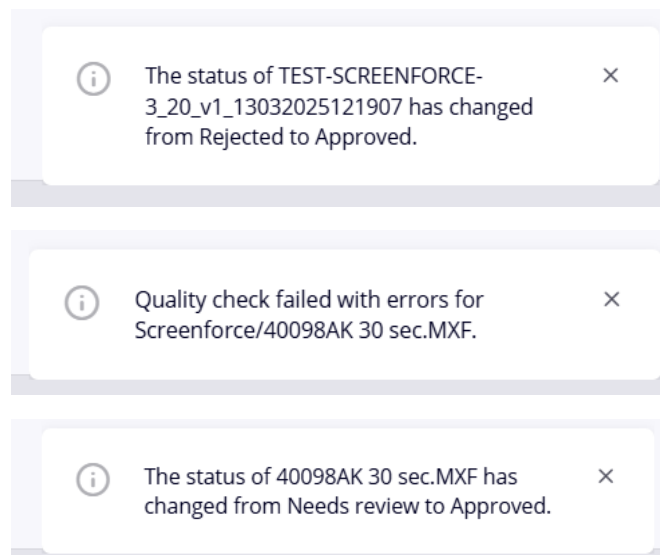 The status of TEST-SCREENFORCE-
3_20_v1_13032025121907 has changed
from Rejected to Approved.
Quality check failed with errors for
Screenforce/40098AK 30 sec.MXF.
The status of 40098AK 30 sec.MXF has
changed from Needs review to Approved.